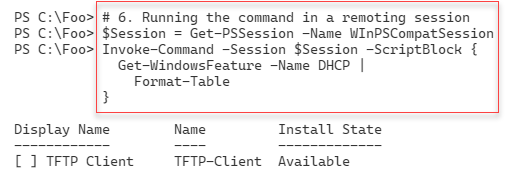 PS C:\Foo> # 6. Running the command in a remoting session
PS C:\Foo> $Session = Get-PSSession -Name WInPSCompatSession
PS C:\Foo> Invoke-Command -Session $Session -ScriptBlock {
Get-WindowsFeature -Name DHCP |
Format-Table
}
Display Name Name Install State
------------ ---- -------------
[ ] TFTP Client TFTP-Client Available